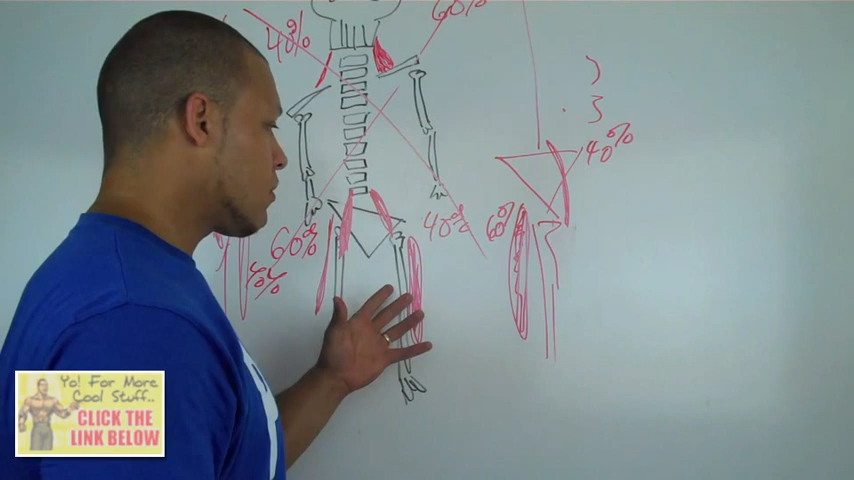 60%
40%
40%
60%
40%
60%
Yo! For More
Cool Stuff..
CLICK THE
LINK BELOW